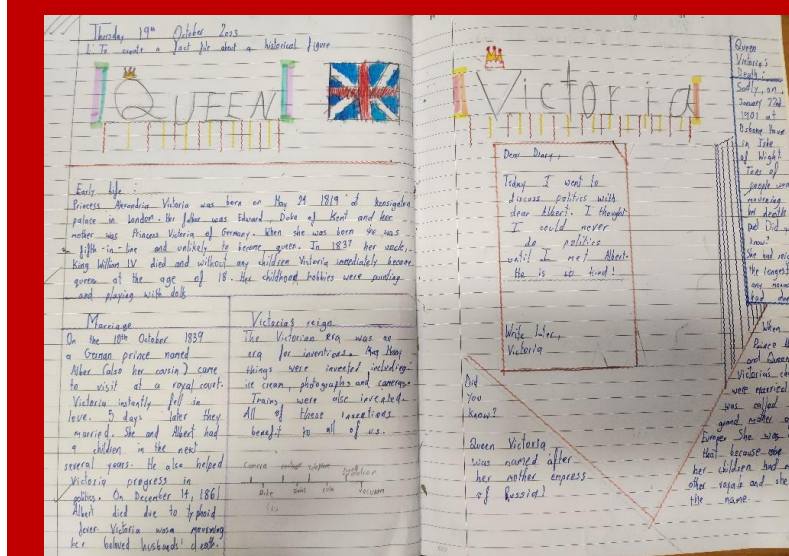 Thursday 19th October 2023
L: To create a fact file about a historical figure
QUEEN
Early Life :
Princess Alexandria Victoria was born on May 24 1819 at
palace in London. Her father was Edward, Duke of Kent and her
mother was Princess Victoria of Germany. When she was born she was
fifth-in-line and unlikely to become queen. In 1837 her uncle,
King William IV died and without any children Victoria immediately became
queen at the age of 18. Her childhood hobbies were painting
and playing with dolls
Marriage
On the 10th October 1839
a German prince named
Alber (also her cousin) came
to visit at a royal court.
Victoria instantly fell in
love. 5 days later they
married. She and Albert had
9 children in the next
several years. He also helped
Victoria progress in
politics. On December 14, 1861
Albert died due to typhoid
fever. Victoria was mourning
her beloved husbands' death.
Victoria's reign
The Victorian Era was an
era for inventions. Many
things were invented including-
ice cream, photographs and cameras.
Trains were also invented.
All of these inventions
benefit to all of us.
Camera
Bike
vacuum
Victoria
Dear Diary,
Today I went to
discuss politics with
dear Albert. I thought
I could never
do politics
until I met Albert.
He is so kind!
Write later,
Victoria
Did
you
know?
Queen Victoria
was named after
her mother empress
of Russia!
Queen
Victoria's
Death :
Sadly, on
January 22nd
1901 at
Osborne house
in Isle
of Wight
Tons of
people were
mourning
her death
Did
know?
She had
the longest
any
had
When
Prince
and Queen
Victoria's
were married
was called
grand mother
Europe She was
that because
her children had
other royals and she
the name.